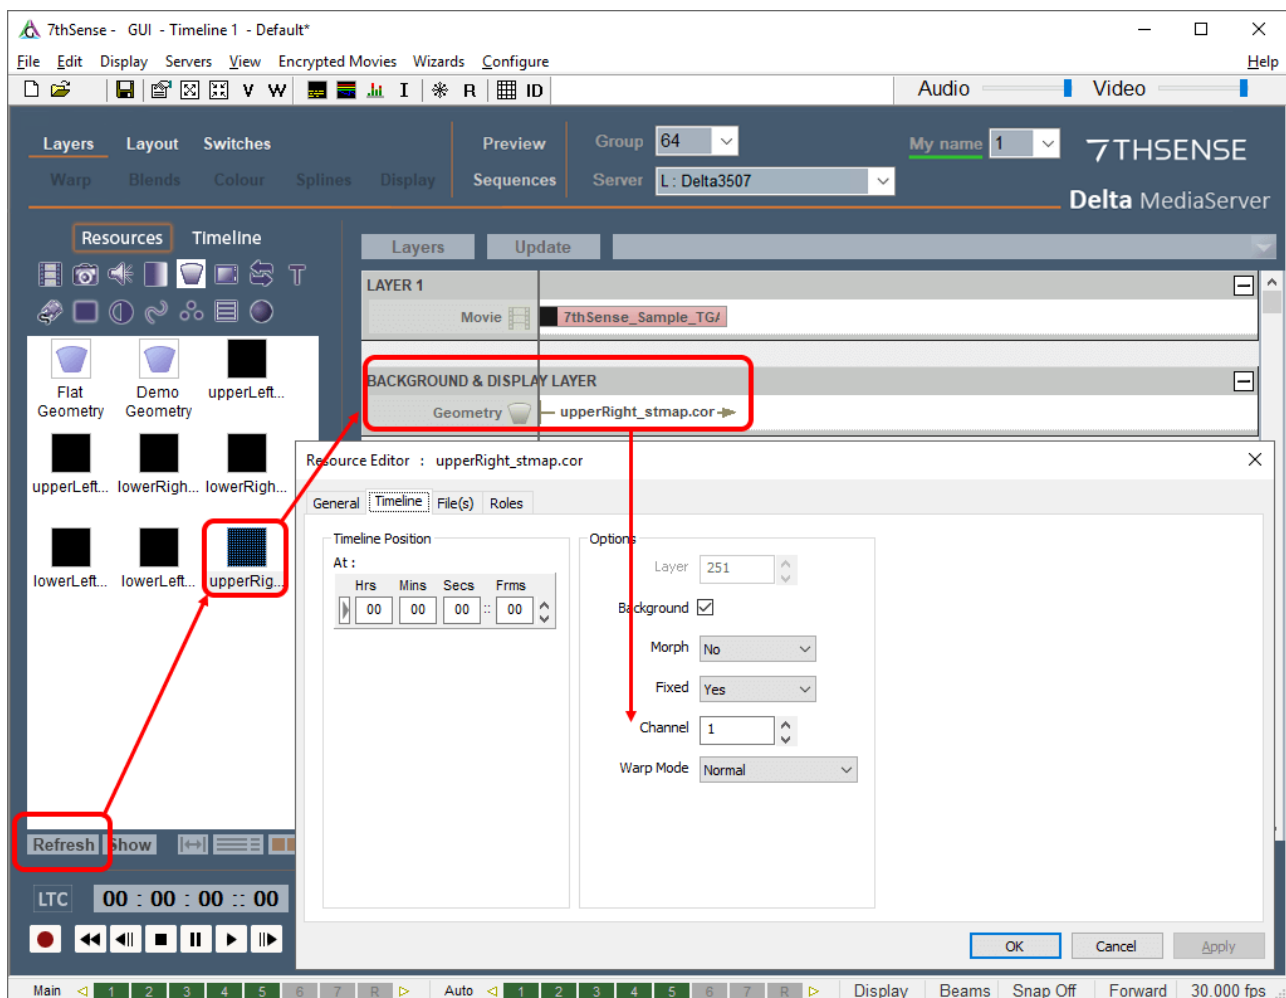 7thSense - GUI - Timeline 1 - Default*
File Edit Display Servers View Encrypted Movies Wizards Configure Help
V W I R ID Audio Video
Layers Layout Switches Preview Group 64 My name 1 7THSENSE
Warp Blends Colour Splines Display Sequences Server L : Delta3507 Delta MediaServer
Resources Timeline
Layers Update
T
LAYER 1
Movie 7thSense_Sample_TGA
BACKGROUND & DISPLAY LAYER
Geometry upperRight_stmap.cor
Flat Geometry
Demo Geometry
upperLeft...
upperLeft... lowerRigh... lowerRigh...
lowerLeft... lowerLeft... upperRig...
Resource Editor : upperRight_stmap.cor
General Timeline File(s) Roles
Timeline Position
At :
Hrs Mins Secs Frms
00 00 00 :: 00
Options
Layer 251
Background
Morph No
Fixed Yes
Channel 1
Warp Mode Normal
OK Cancel Apply
Refresh Show
LTC 00 : 00 : 00 :: 00
Main 1 2 3 4 5 6 7 R Auto 1 2 3 4 5 6 7 R Display Beams Snap Off Forward 30.000 fps